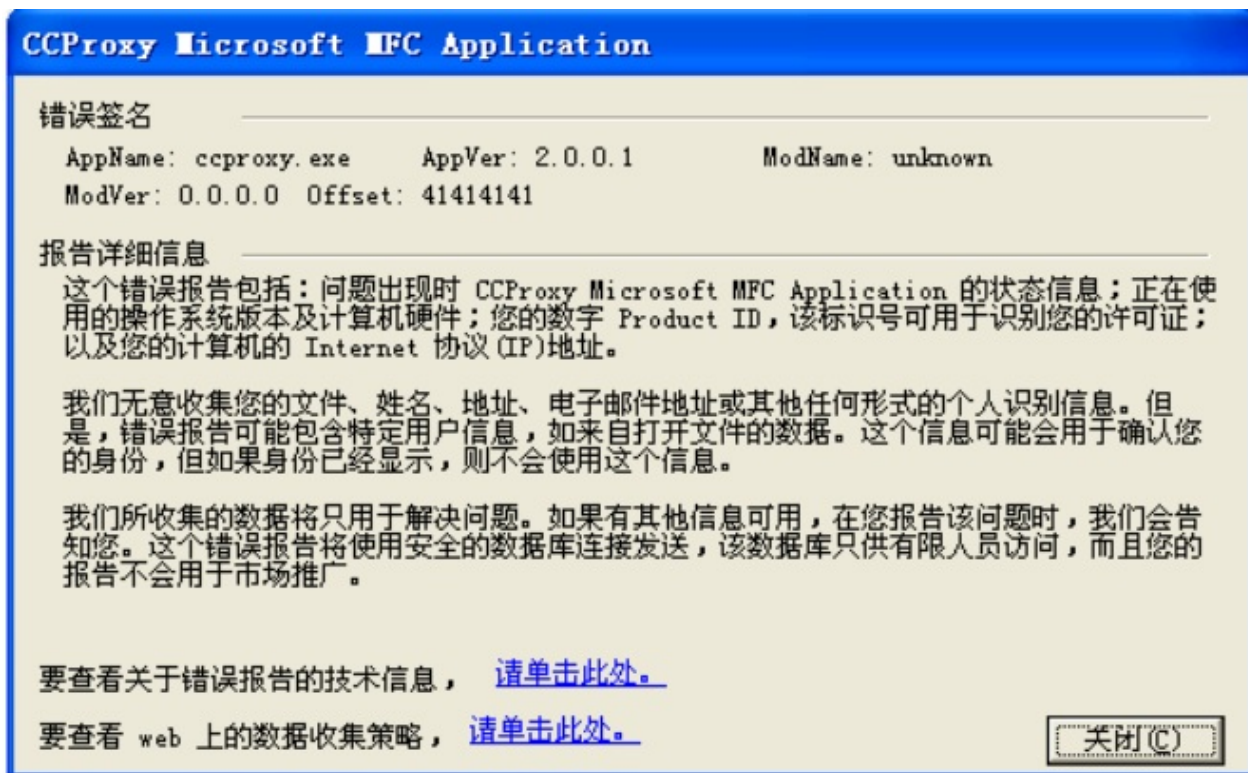 CCProxy Microsoft MFC Application
错误签名
AppName: ccproxy.exe AppVer: 2.0.0.1 ModName: unknown
ModVer: 0.0.0.0 Offset: 41414141
报告详细信息
这个错误报告包括：问题出现时 CCProxy Microsoft MFC Application 的状态信息；正在使
用的操作系统版本及计算机硬件；您的数字 Product ID，该标识号可用于识别您的许可证；
以及您的计算机的 Internet 协议(IP)地址。
我们无意收集您的文件、姓名、地址、电子邮件地址或其他任何形式的个人识别信息。但
是，错误报告可能包含特定用户信息，如来自打开文件的数据。这个信息可能会用于确认您
的身份，但如果身份已经显示，则不会使用这个信息。
我们所收集的数据将只用于解决问题。如果有其他信息可用，在您报告该问题时，我们会告
知您。这个错误报告将使用安全的数据库连接发送，该数据库只供有限人员访问，而且您的
报告不会用于市场推广。
要查看关于错误报告的技术信息， 请单击此处。
要查看 web 上的数据收集策略， 请单击此处。
关闭(C)